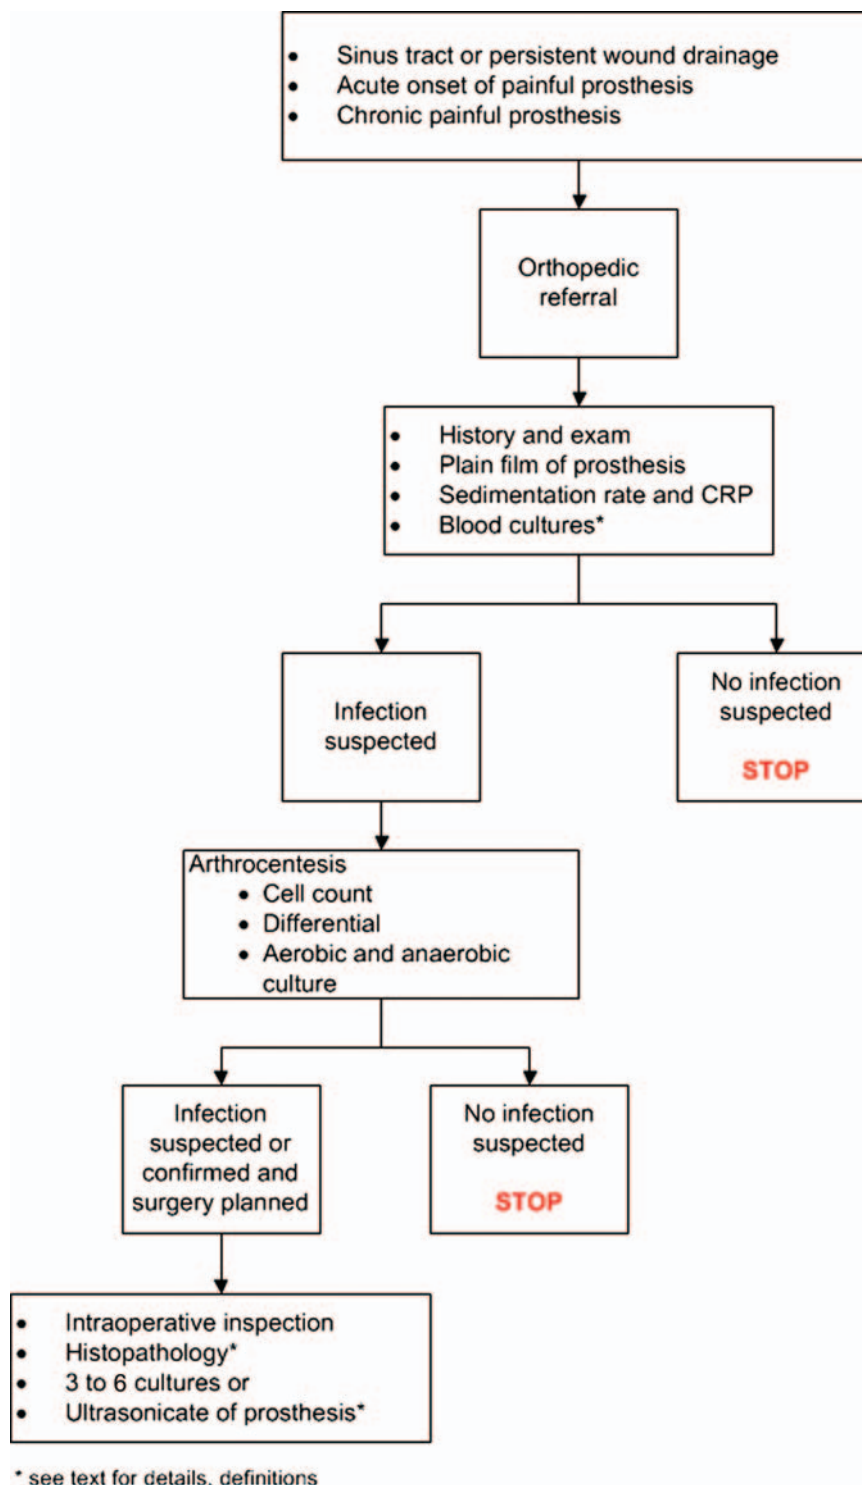 • Sinus tract or persistent wound drainage
• Acute onset of painful prosthesis
• Chronic painful prosthesis
Orthopedic
referral
• History and exam
• Plain film of prosthesis
• Sedimentation rate and CRP
• Blood cultures*
Infection
suspected
No infection
suspected
STOP
Arthrocentesis
• Cell count
• Differential
• Aerobic and anaerobic
culture
Infection
suspected or
confirmed and
surgery planned
No infection
suspected
STOP
• Intraoperative inspection
• Histopathology*
• 3 to 6 cultures or
• Ultrasonicate of prosthesis*
* see text for details, definitions